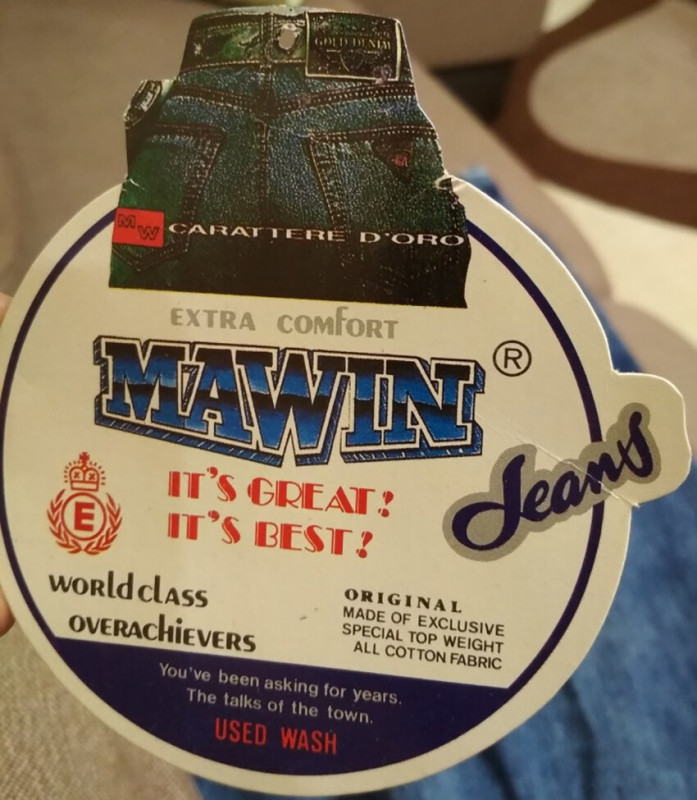 GOLD DENIM
MW CARATTERE D'ORO
EXTRA COMFORT
MAWIN ®
Jeans
IT'S GREAT!
IT'S BEST!
E
WORLD CLASS
OVERACHIEVERS
ORIGINAL
MADE OF EXCLUSIVE
SPECIAL TOP WEIGHT
ALL COTTON FABRIC
You've been asking for years.
The talks of the town.
USED WASH